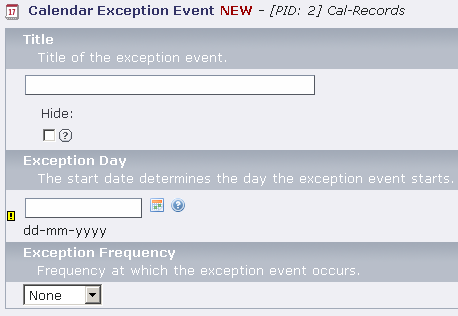 17 Calendar Exception Event NEW - [PID: 2] Cal-Records
Title
Title of the exception event.
Hide:
?
Exception Day
The start date determines the day the exception event starts.
! ?
dd-mm-yyyy
Exception Frequency
Frequency at which the exception event occurs.
None